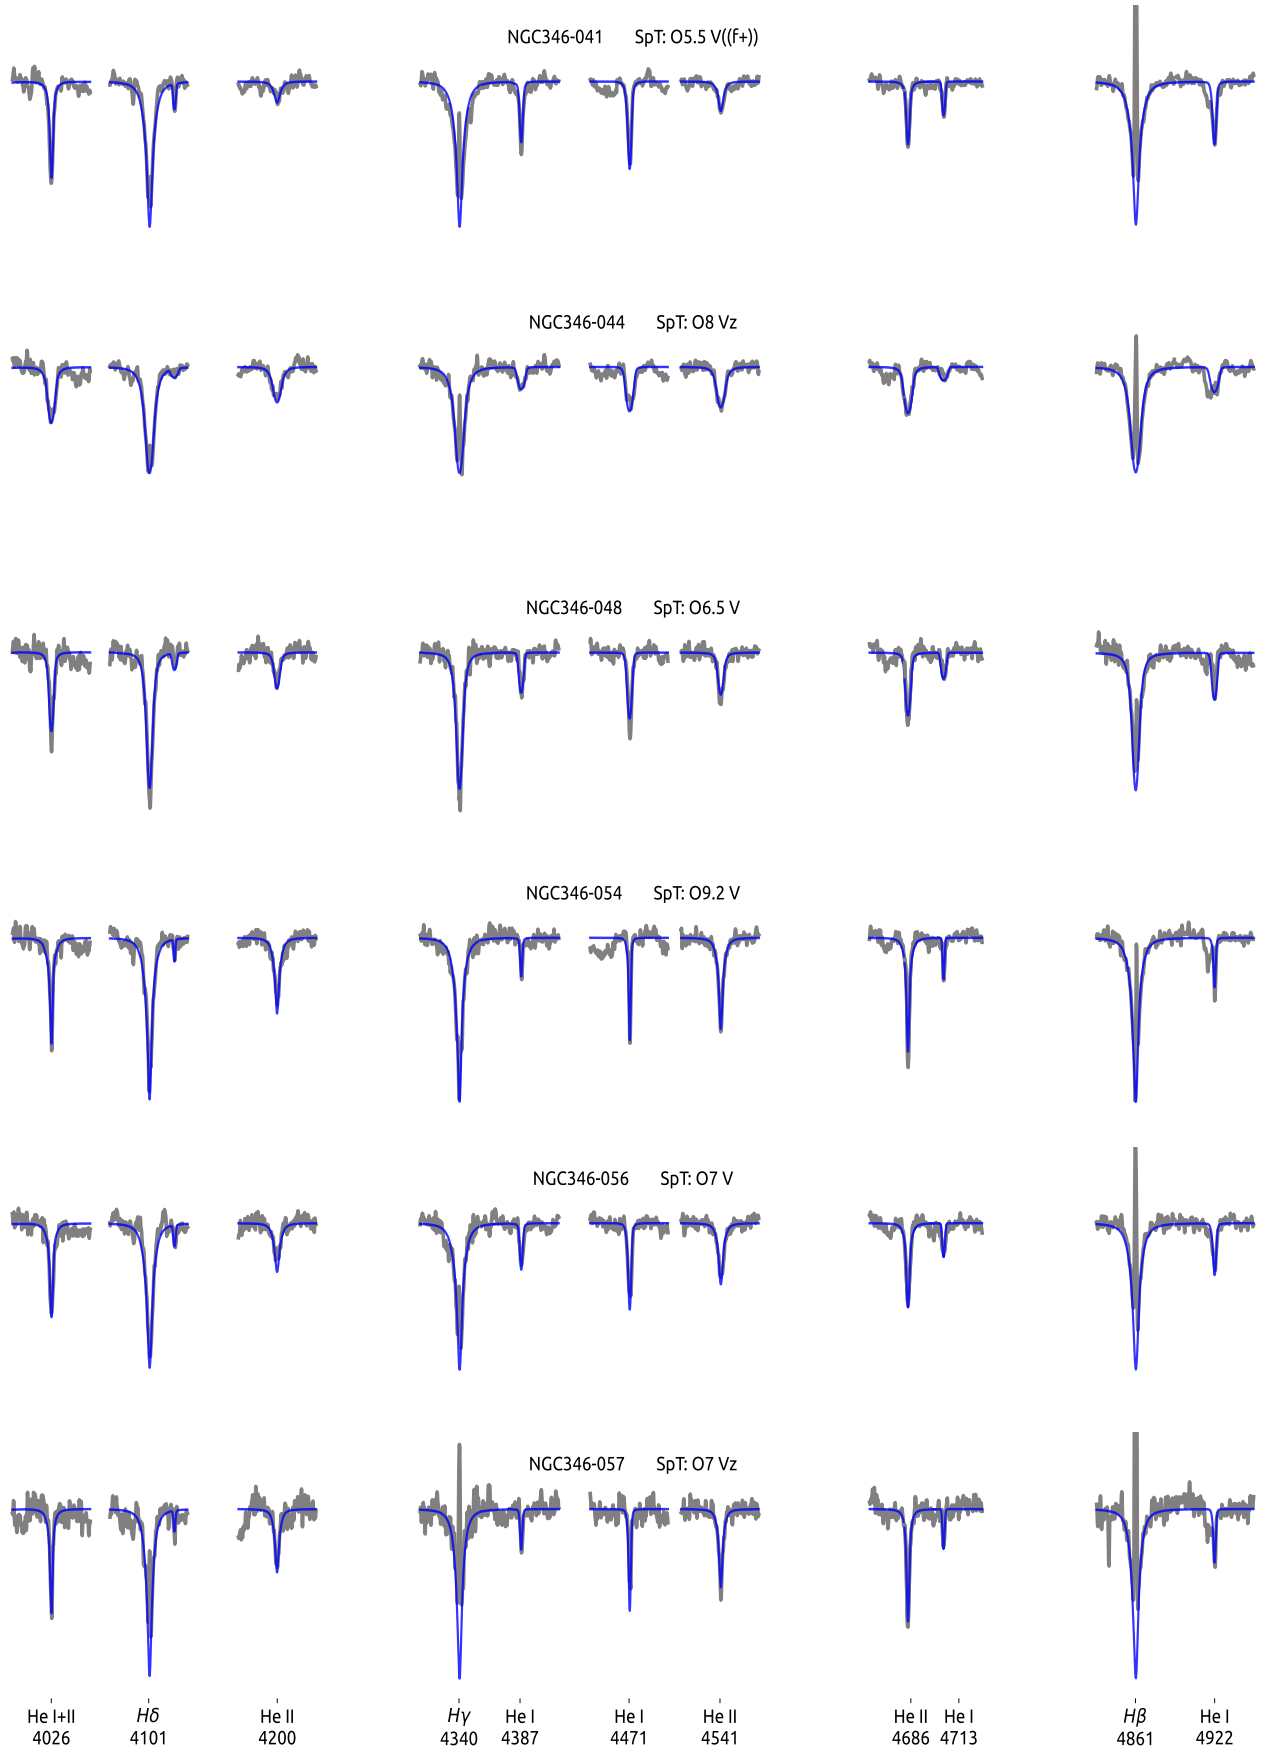 NGC346-041 SpT: O5.5 V((f+))
NGC346-044 SpT: O8 Vz
NGC346-048 SpT: O6.5 V
NGC346-054 SpT: O9.2 V
NGC346-056 SpT: O7 V
NGC346-057 SpT: O7 Vz
He I+II Hδ He II Hγ He I He I He II He II He I Hβ He I
4026 4101 4200 4340 4387 4471 4541 4686 4713 4861 4922